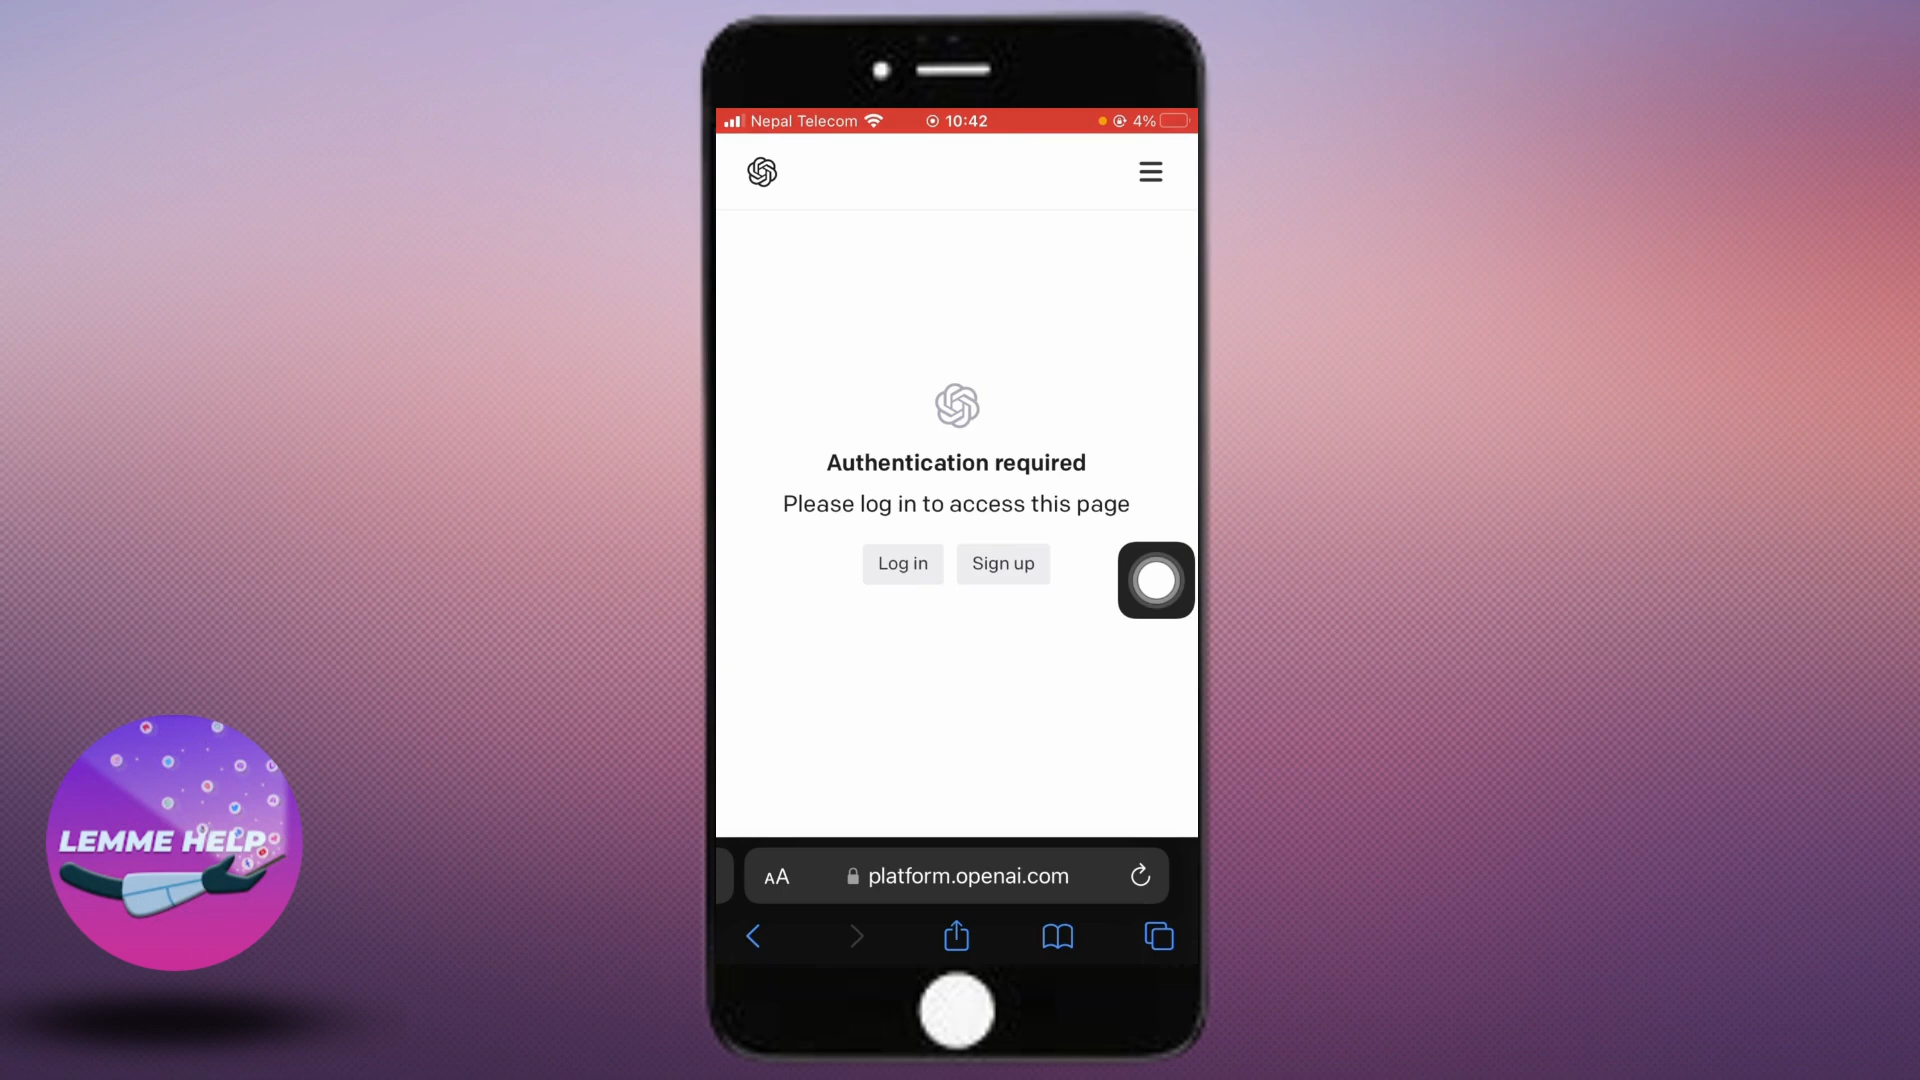 Nepal Telecom 10:42 4%
Authentication required
Please log in to access this page
Log in Sign up
LEMME HELP
AA platform.openai.com